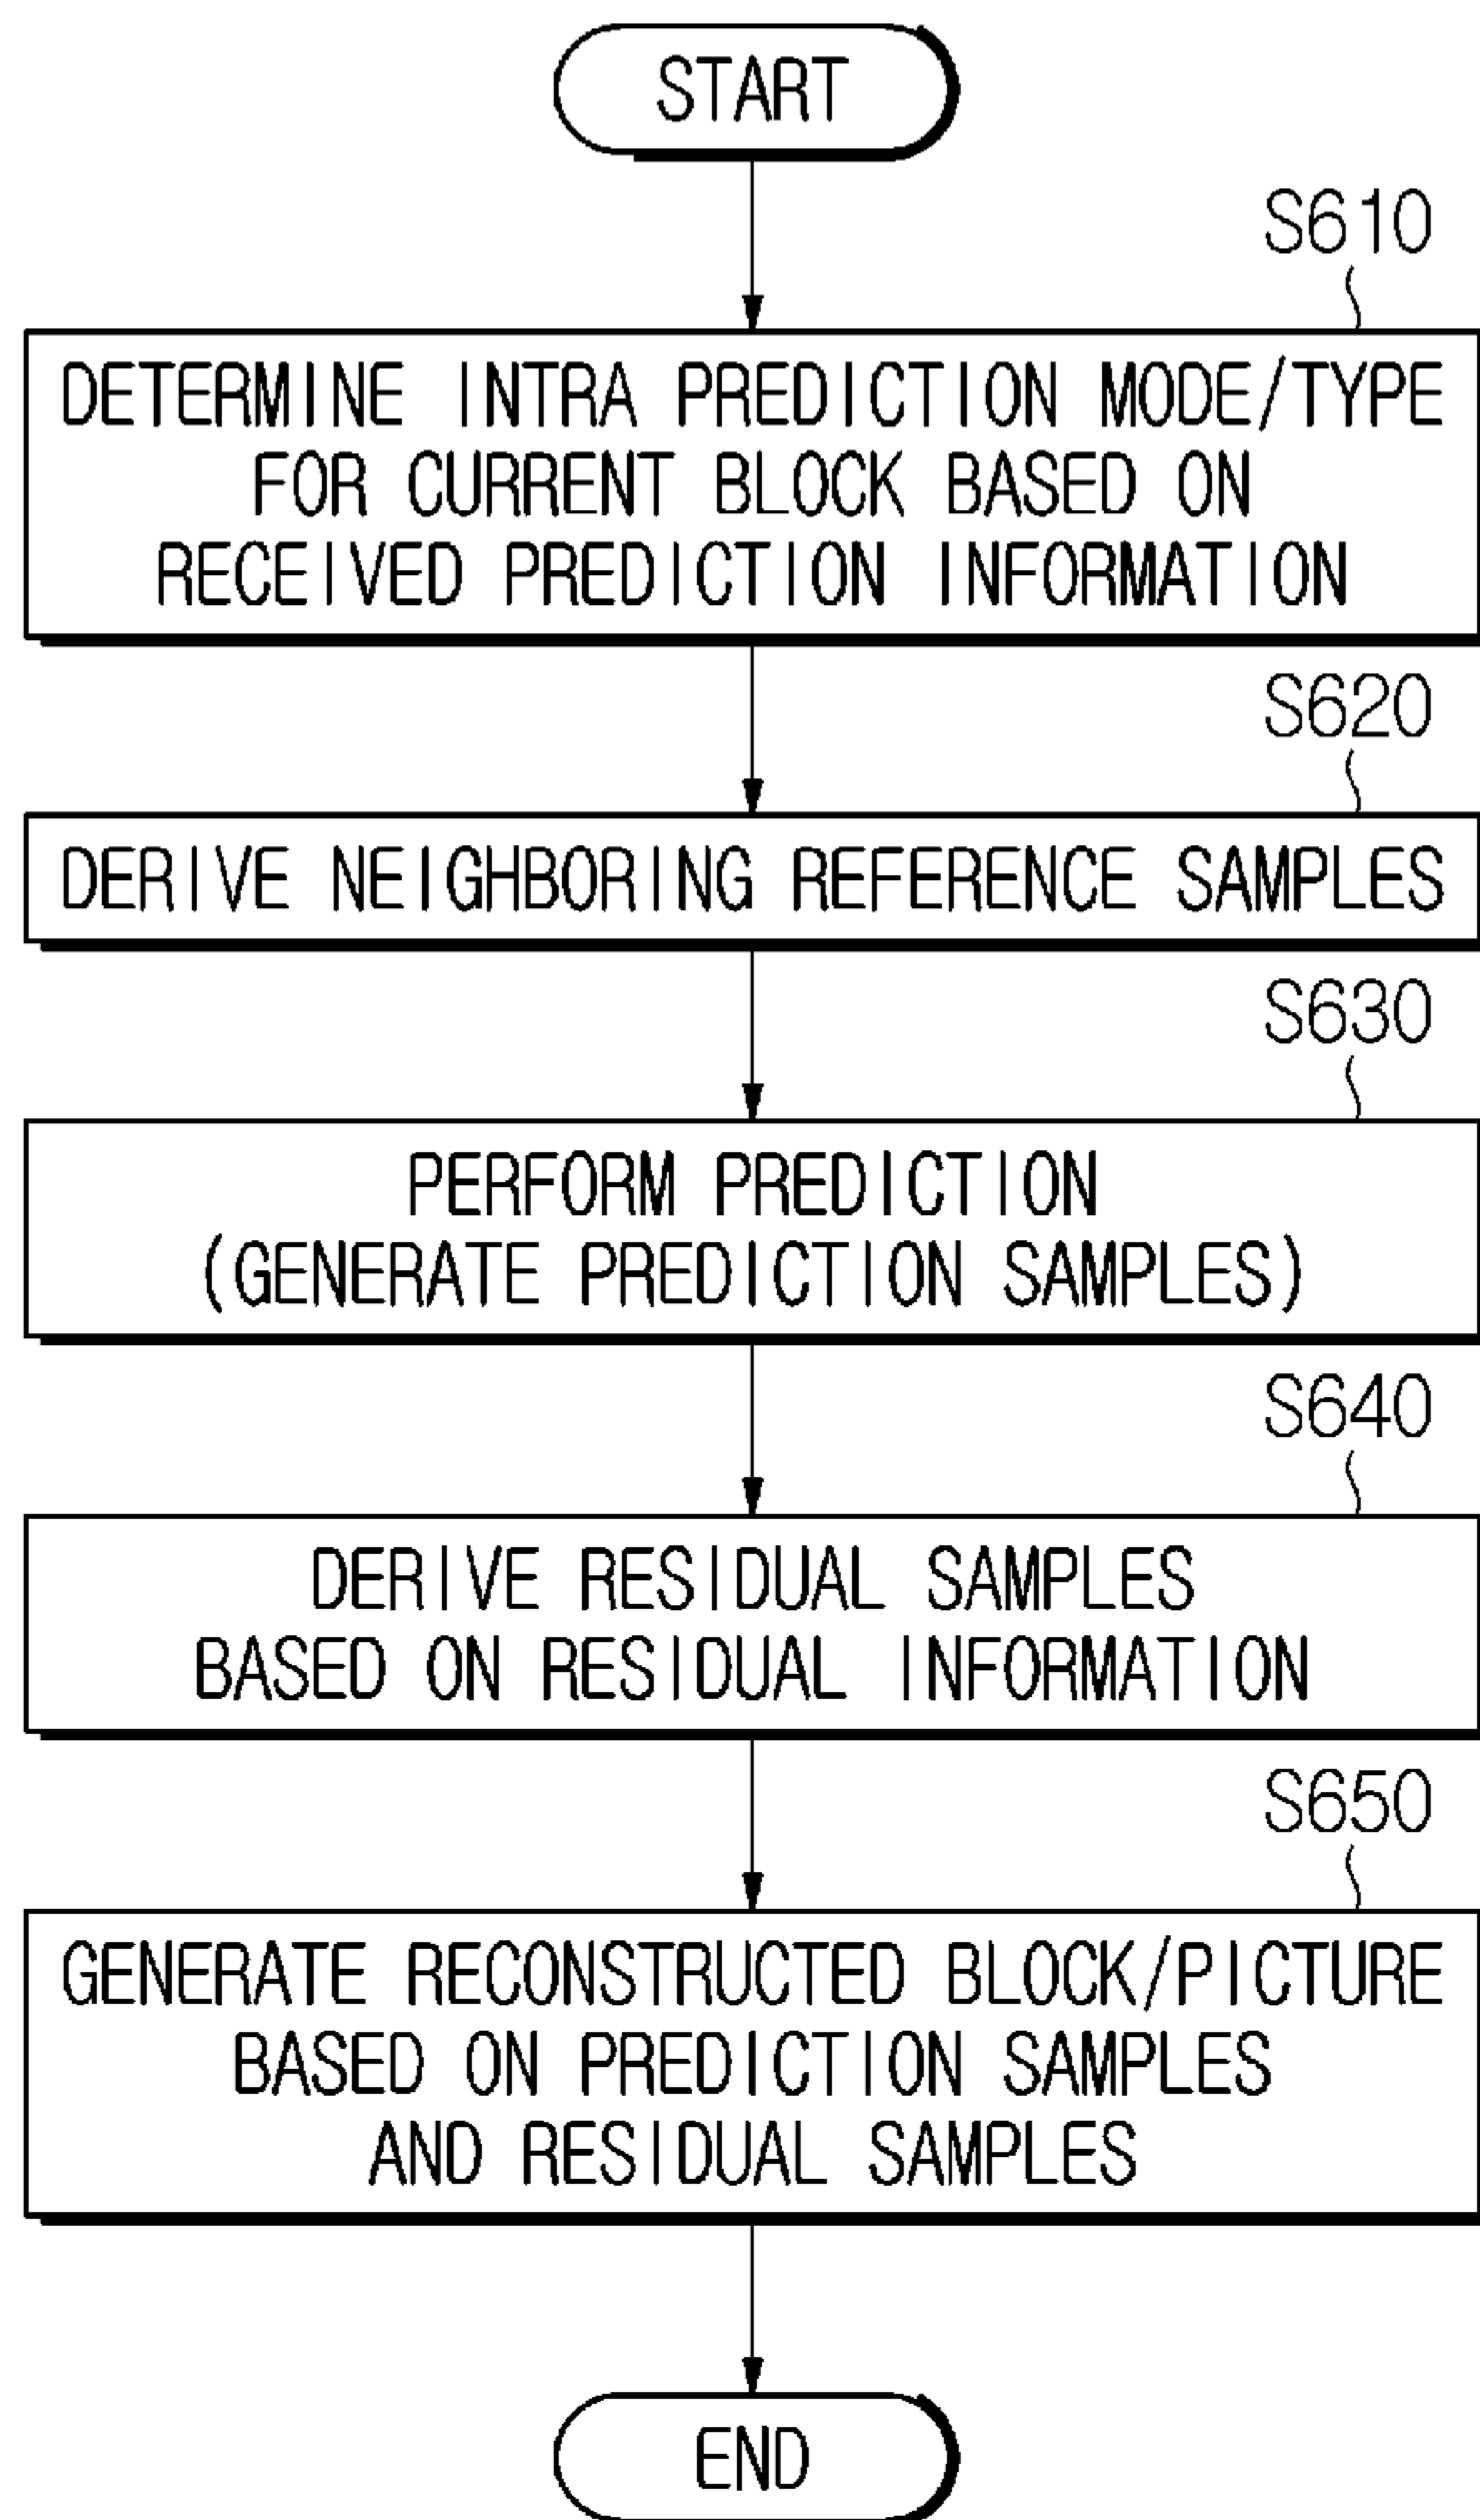 START
S610
DETERMINE INTRA PREDICTION MODE/TYPE
FOR CURRENT BLOCK BASED ON
RECEIVED PREDICTION INFORMATION
S620
DERIVE NEIGHBORING REFERENCE SAMPLES
S630
PERFORM PREDICTION
(GENERATE PREDICTION SAMPLES)
S640
DERIVE RESIDUAL SAMPLES
BASED ON RESIDUAL INFORMATION
S650
GENERATE RECONSTRUCTED BLOCK/PICTURE
BASED ON PREDICTION SAMPLES
AND RESIDUAL SAMPLES
END